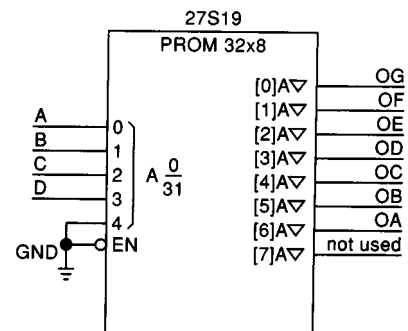 27S19
PROM 32x8
A 0 [0]A▽ OG
B 1 [1]A▽ OF
C 2 A 0/31 [2]A▽ OE
D 3 [3]A▽ OD
4 [4]A▽ OC
GND EN [5]A▽ OB
[6]A▽ OA
[7]A▽ not used